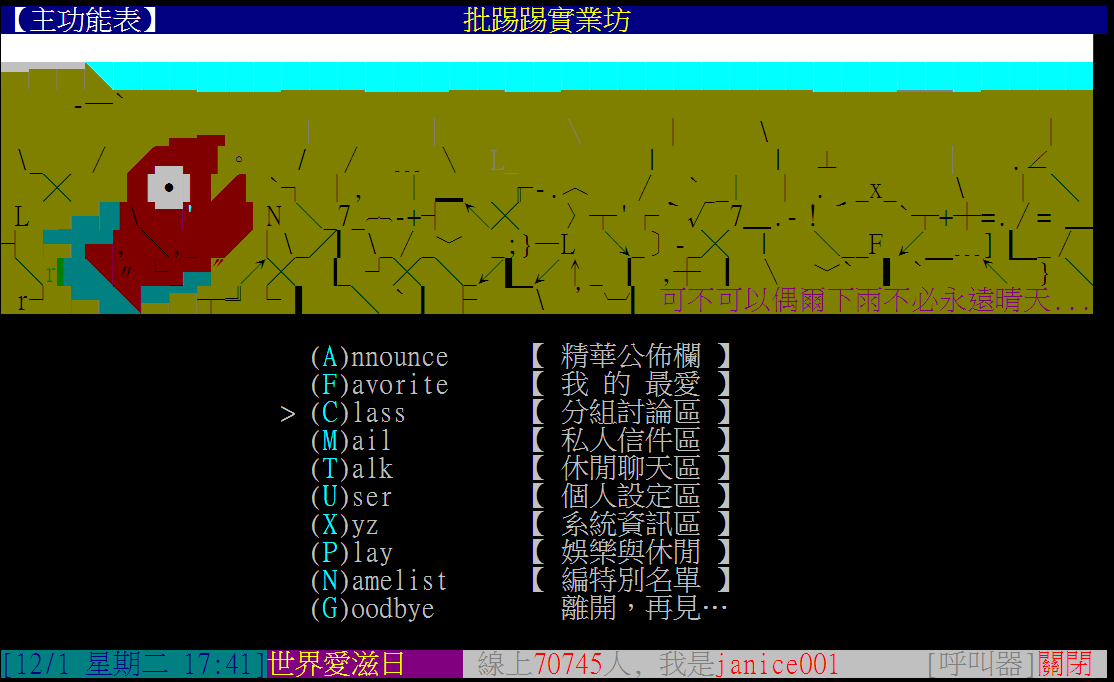 【主功能表】 批踢踢實業坊
可不可以偶爾下雨不必永遠晴天...
(A)nnounce 【 精華公佈欄 】
(F)avorite 【 我 的 最愛 】
> (C)lass 【 分組討論區 】
(M)ail 【 私人信件區 】
(T)alk 【 休閒聊天區 】
(U)ser 【 個人設定區 】
(X)yz 【 系統資訊區 】
(P)lay 【 娛樂與休閒 】
(N)amelist 【 編特別名單 】
(G)oodbye 離開，再見…
[12/1 星期二 17:41] 世界愛滋日 線上70745人, 我是janice001 [呼叫器]關閉